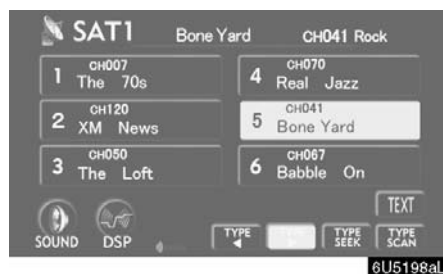 SAT1 Bone Yard CH041 Rock
1 CH007 The 70s
4 CH070 Real Jazz
2 CH120 XM News
5 CH041 Bone Yard
3 CH050 The Loft
6 CH067 Babble On
TEXT
SOUND DSP TYPE ◀ TYPE SEEK TYPE SCAN
6U5198aL